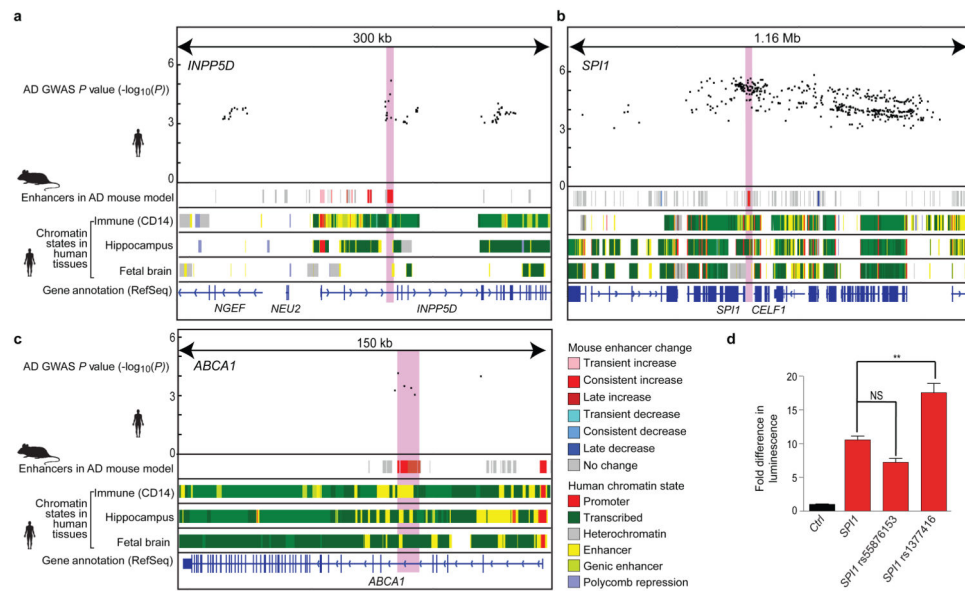 a
300 kb
INPP5D
AD GWAS P value (-log10(P))
6
3
0
Enhancers in AD mouse model
Chromatin states in human tissues
Immune (CD14)
Hippocampus
Fetal brain
Gene annotation (RefSeq)
NGEF
NEU2
INPP5D
b
1.16 Mb
SPI1
6
3
0
SPI1
CELF1
c
150 kb
ABCA1
AD GWAS P value (-log10(P))
6
3
0
Enhancers in AD mouse model
Chromatin states in human tissues
Immune (CD14)
Hippocampus
Fetal brain
Gene annotation (RefSeq)
ABCA1
Mouse enhancer change
Transient increase
Consistent increase
Late increase
Transient decrease
Consistent decrease
Late decrease
No change
Human chromatin state
Promoter
Transcribed
Heterochromatin
Enhancer
Genic enhancer
Polycomb repression
d
Fold difference in luminescence
20
15
10
5
0
**
NS
Ctrl
SPI1
SPI1 rs55876153
SPI1 rs1377416